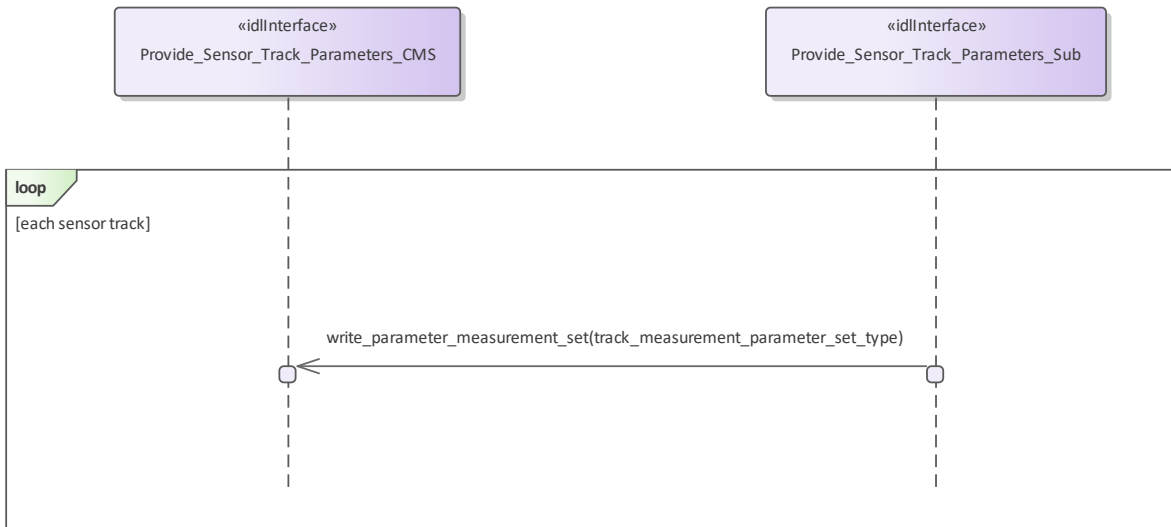 «idlInterface»
Provide_Sensor_Track_Parameters_CMS
«idlInterface»
Provide_Sensor_Track_Parameters_Sub
loop
[each sensor track]
write_parameter_measurement_set(track_measurement_parameter_set_type)